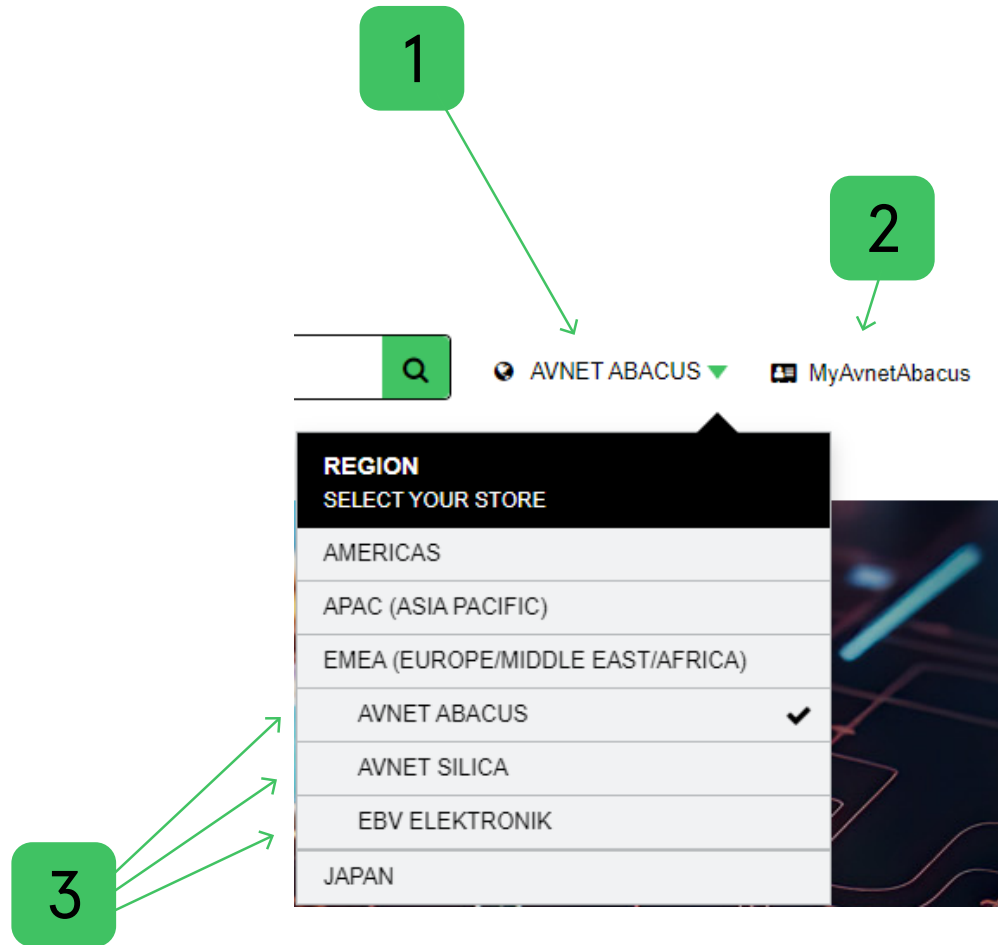 1
2
AVNET ABACUS
MyAvnetAbacus
REGION
SELECT YOUR STORE
AMERICAS
APAC (ASIA PACIFIC)
EMEA (EUROPE/MIDDLE EAST/AFRICA)
AVNET ABACUS
AVNET SILICA
EBV ELEKTRONIK
3
JAPAN